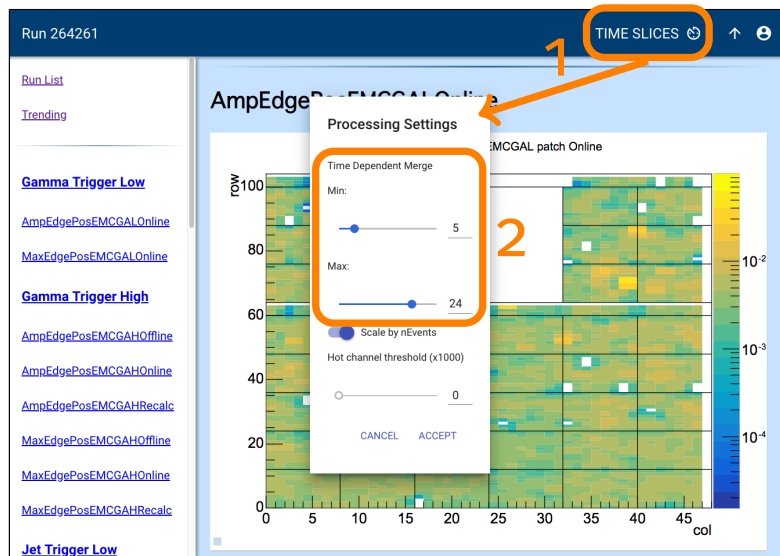 Run 264261
TIME SLICES
1
Run List
Trending
Gamma Trigger Low
AmpEdgePosEMCGALOnline
MaxEdgePosEMCGALOnline
Gamma Trigger High
AmpEdgePosEMCGAHOffline
AmpEdgePosEMCGAHOnline
AmpEdgePosEMCGAHRecalc
MaxEdgePosEMCGAHOffline
MaxEdgePosEMCGAHOnline
MaxEdgePosEMCGAHRecalc
Jet Trigger Low
EMCGAL patch Online
Processing Settings
Time Dependent Merge
Min:
5
Max:
24
2
Scale by nEvents
Hot channel threshold (x1000)
0
CANCEL ACCEPT
row
100
80
60
40
20
0
0 5 10 15 20 25 30 35 40 45
col
10-2
10-3
10-4